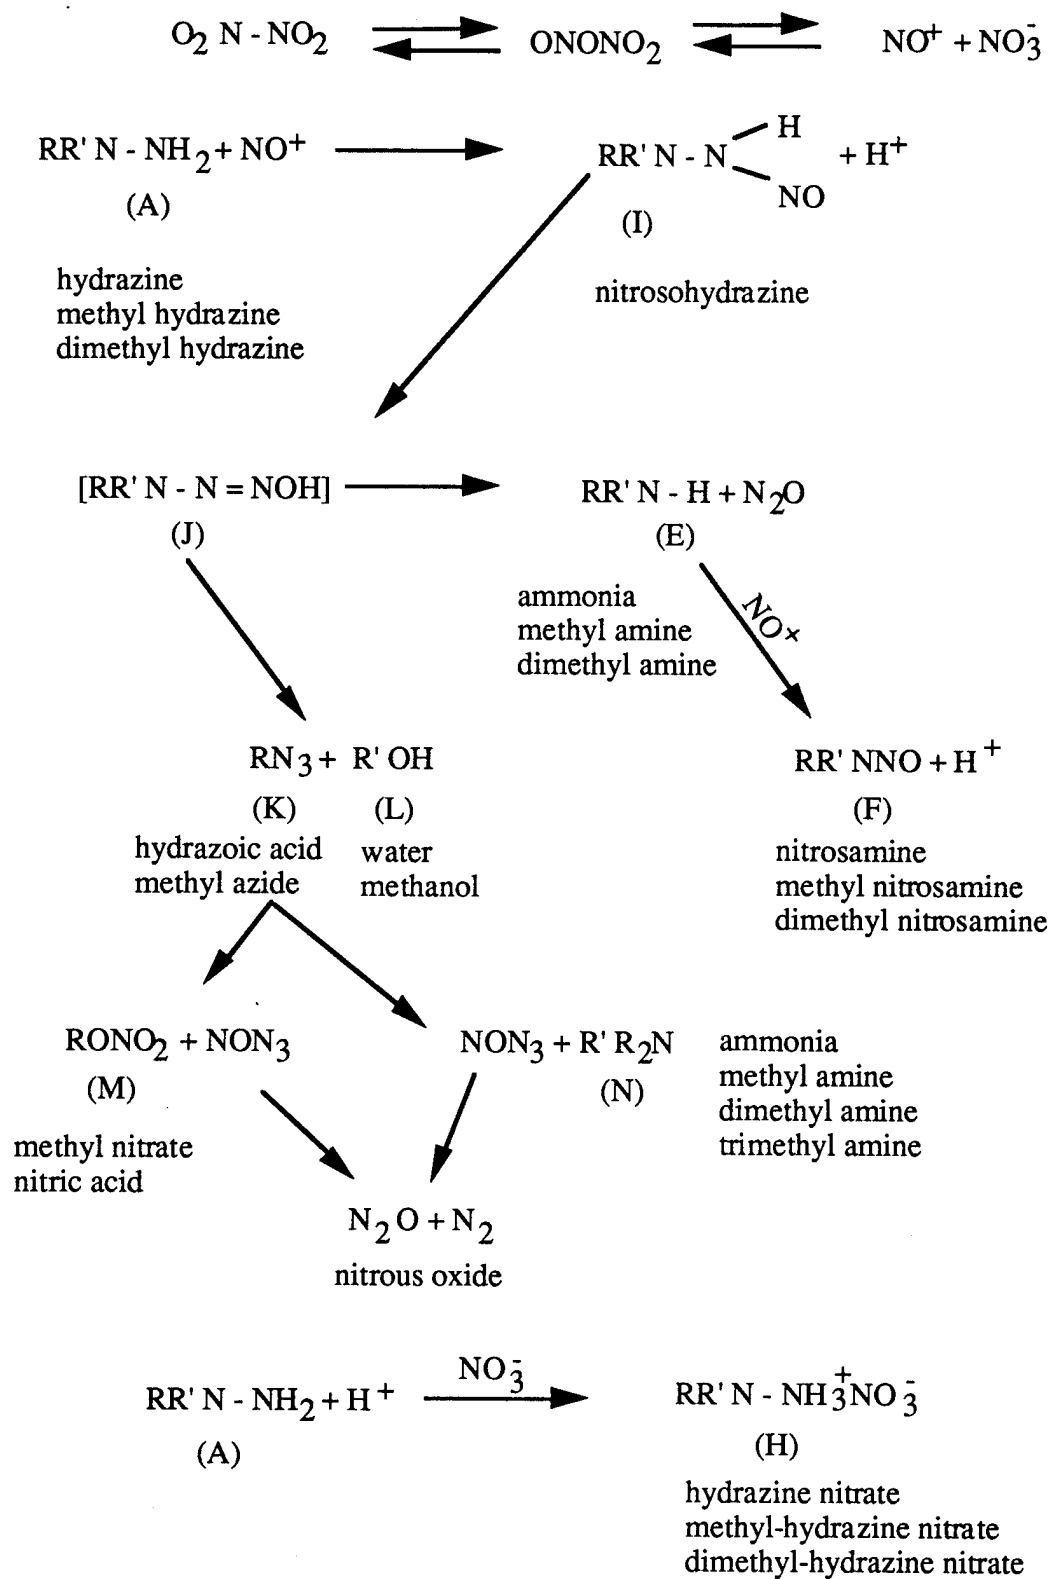 O₂ N - NO₂ ONONO₂ NO⁺ + NO₃⁻
RR' N - NH₂ + NO⁺ RR' N - N H NO + H⁺
(A) (I)
hydrazine
methyl hydrazine
dimethyl hydrazine
nitrosohydrazine
[RR' N - N = NOH] RR' N - H + N₂O
(J) (E)
ammonia
methyl amine
dimethyl amine
NO⁺
RN₃ + R' OH RR' NNO + H⁺
(K) (L) (F)
hydrazoic acid
methyl azide
water
methanol
nitrosamine
methyl nitrosamine
dimethyl nitrosamine
RONO₂ + NON₃ NON₃ + R' R₂N
(M) (N)
ammonia
methyl amine
dimethyl amine
trimethyl amine
methyl nitrate
nitric acid
N₂O + N₂
nitrous oxide
NO₃⁻
RR' N - NH₂ + H⁺ RR' N - NH₃⁺NO₃⁻
(A) (H)
hydrazine nitrate
methyl-hydrazine nitrate
dimethyl-hydrazine nitrate